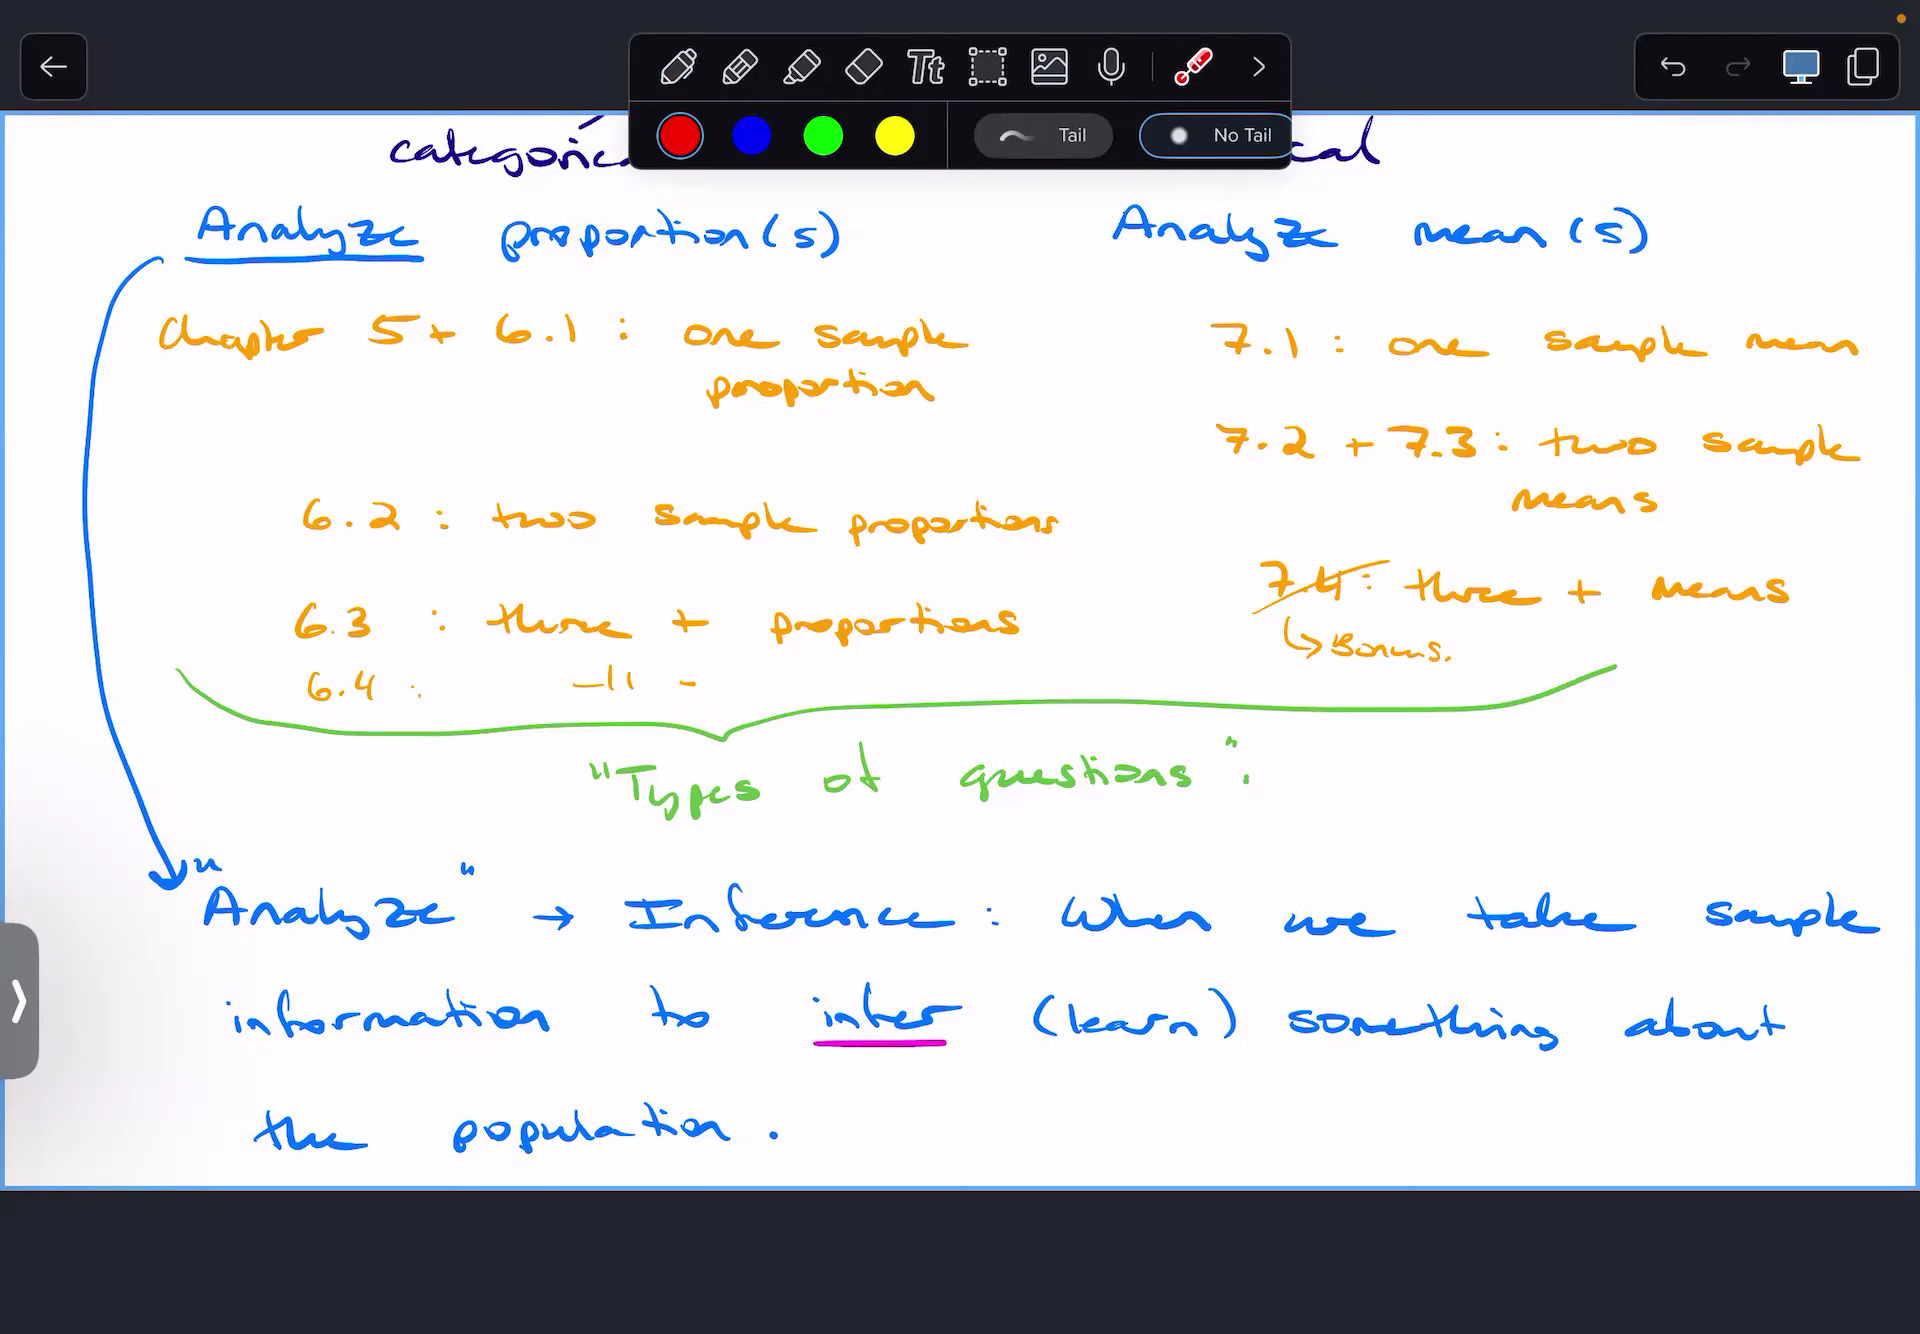 Tt
Tail
No Tail
categorica
cal
Analyze proportion(s)
Analyze mean(s)
Chapter 5 + 6.1 : one sample
proportion
7.1 : one sample mean
7.2 + 7.3 : two sample
means
6.2 : two sample proportions
7.4 : three + means
↳ Bonus.
6.3 : three + proportions
6.4 : -11-
"Types of questions".
"Analyze" → Inference : When we take sample
information to infer (learn) something about
the population.